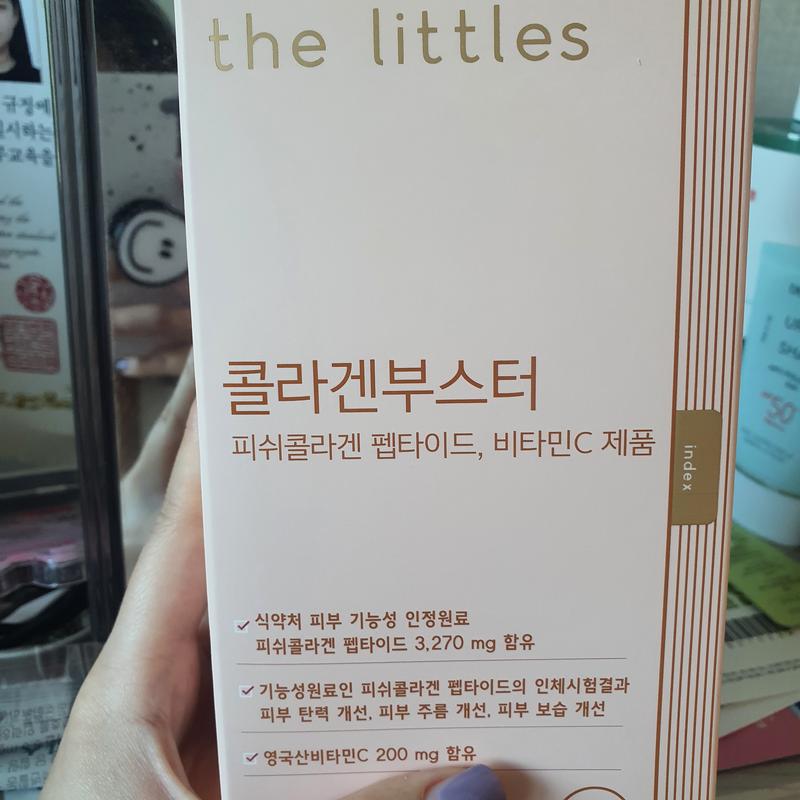 the littles
콜라겐부스터
피쉬콜라겐 펩타이드, 비타민C 제품
index
식약처 피부 기능성 인정원료
피쉬콜라겐 펩타이드 3,270 mg 함유
기능성원료인 피쉬콜라겐 펩타이드의 인체시험결과
피부 탄력 개선, 피부 주름 개선, 피부 보습 개선
영국산비타민C 200 mg 함유
규정에
50